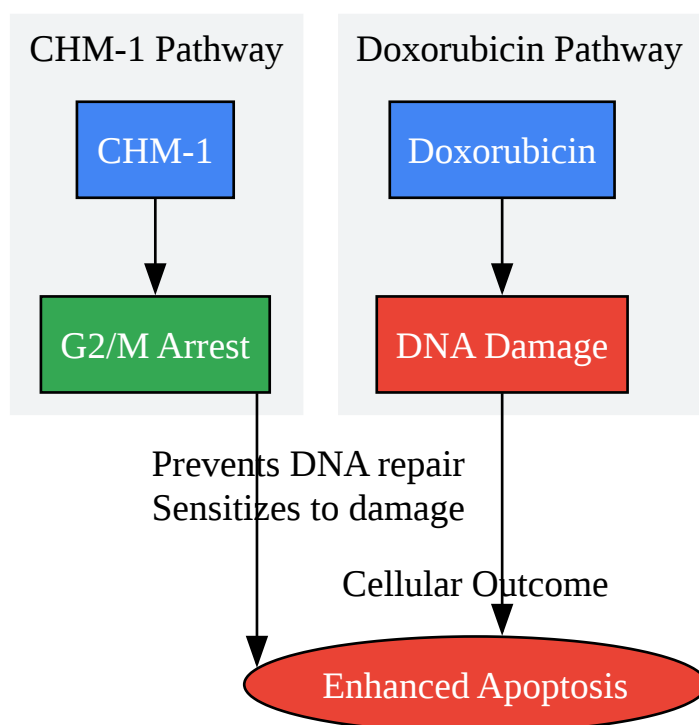 CHM-1 Pathway
Doxorubicin Pathway
CHM-1
Doxorubicin
G2/M Arrest
DNA Damage
Prevents DNA repair
Sensitizes to damage
Cellular Outcome
Enhanced Apoptosis